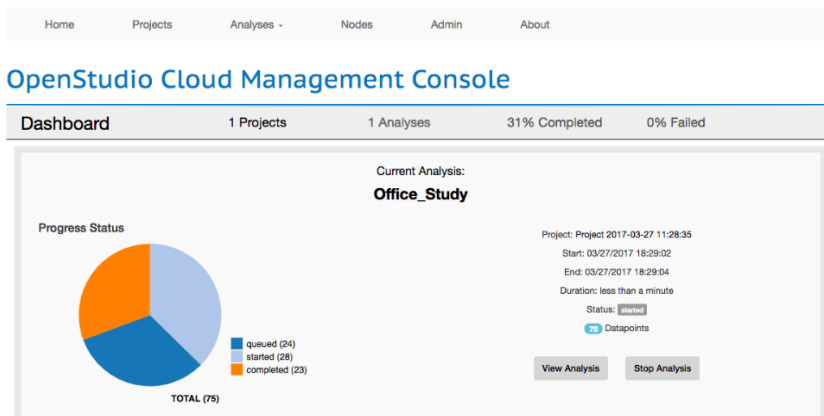 Home Projects Analyses - Nodes Admin About
OpenStudio Cloud Management Console
Dashboard 1 Projects 1 Analyses 31% Completed 0% Failed
Current Analysis:
Office_Study
Progress Status
Project: Project 2017-03-27 11:28:35
Start: 03/27/2017 18:29:02
End: 03/27/2017 18:29:04
Duration: less than a minute
Status: started
75 Datapoints
queued (24)
started (28)
completed (23)
View Analysis Stop Analysis
TOTAL (75)